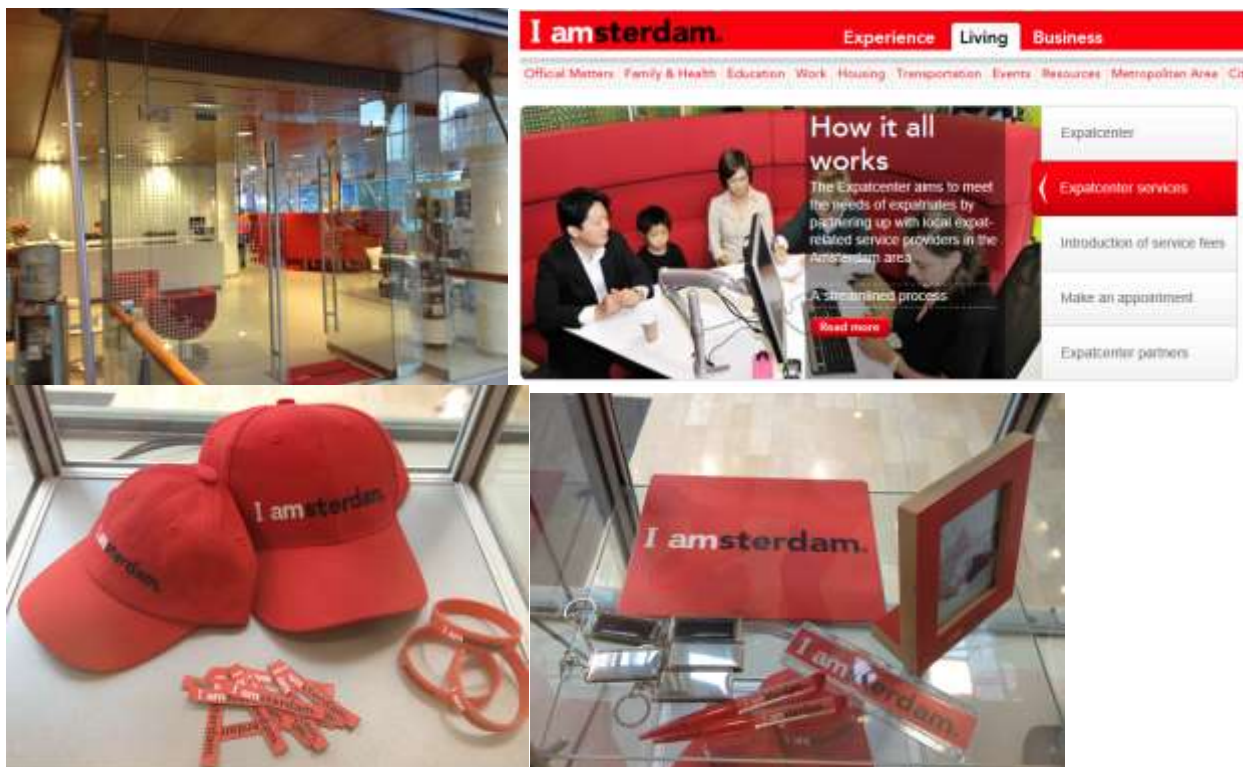 I amsterdam.
Experience Living Business
Official Matters Family & Health Education Work Housing Transportation Events Resources Metropolitan Area
How it all
works
The Expatcenter aims to meet
the needs of expatriates by
partnering up with local expat-
related service providers in the
Amsterdam area
A streamlined process
Read more
Expatcenter
Expatcenter services
Introduction of service fees
Make an appointment
Expatcenter partners
I amsterdam.
sterdam.
I am
I am
I amsterdam.
I amsterdam.
I amsterdam.